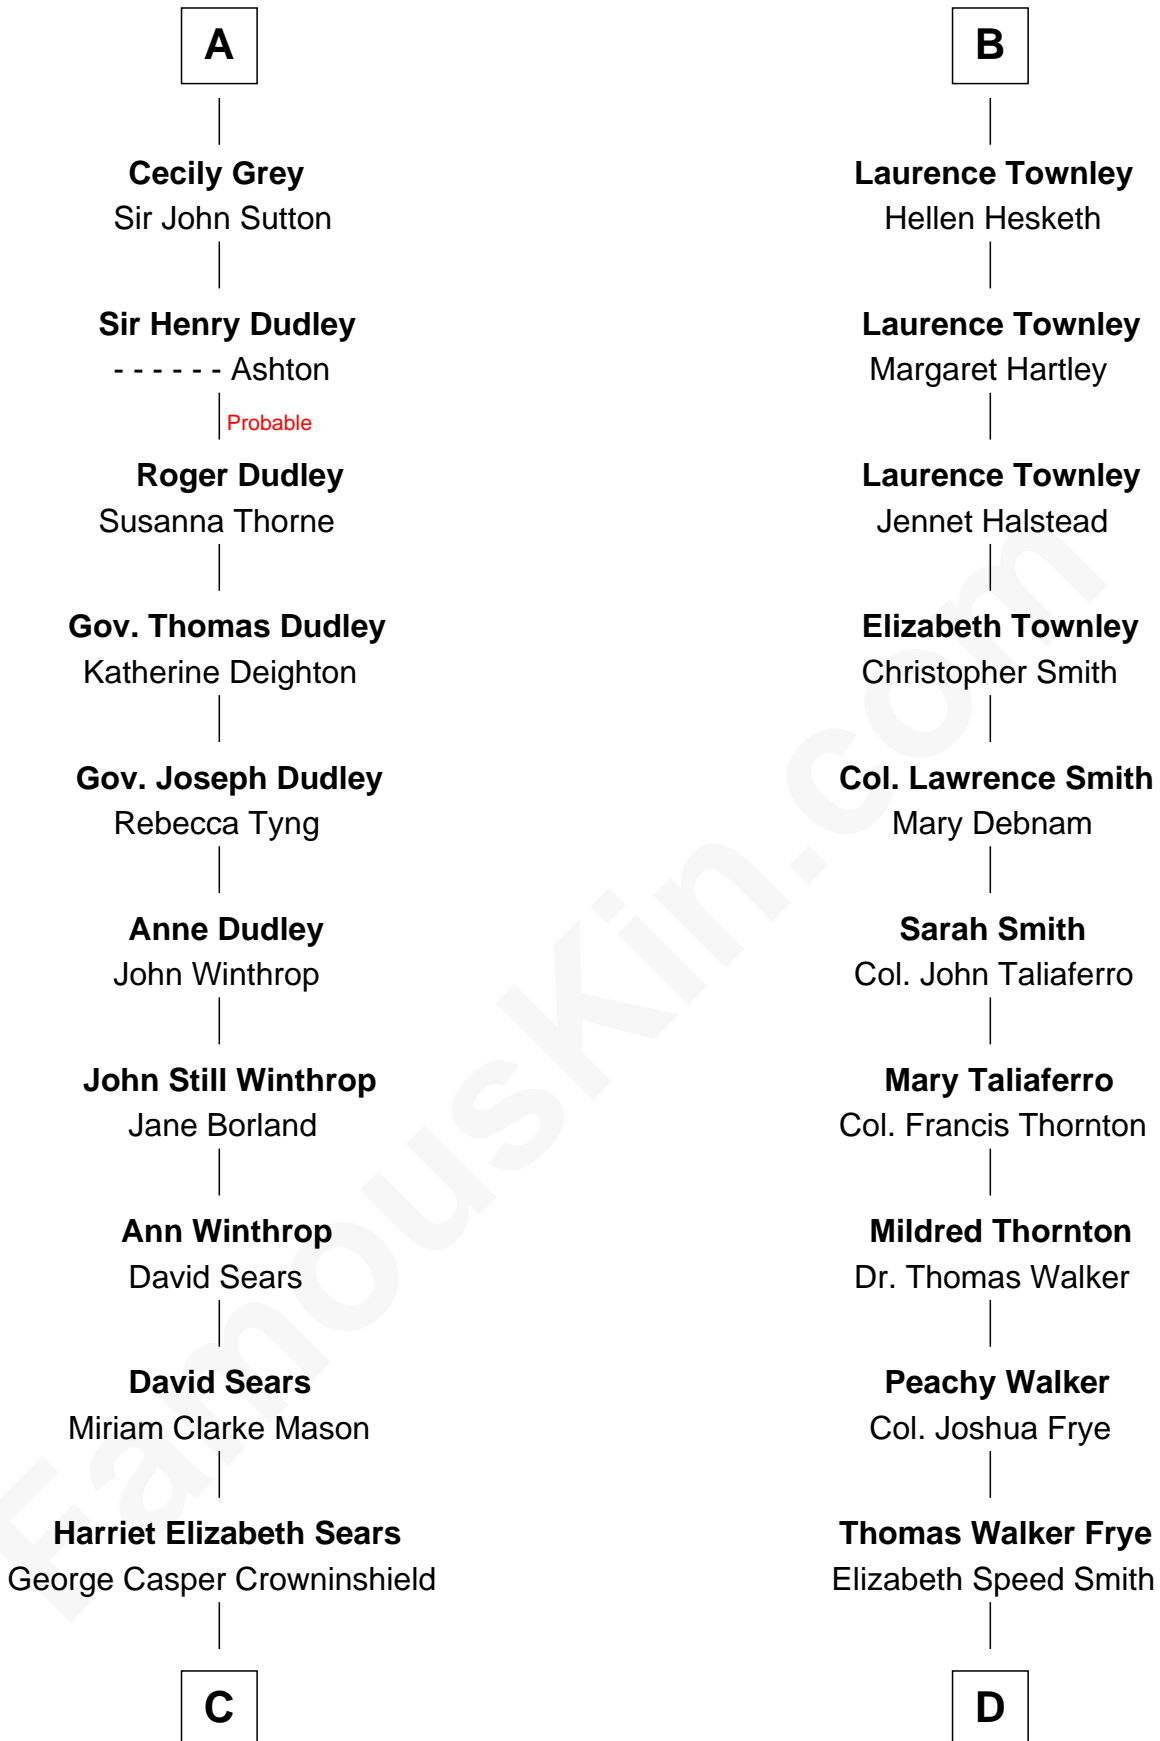 A
Cecily Grey
Sir John Sutton
Sir Henry Dudley
- - - - - - Ashton
Probable
Roger Dudley
Susanna Thorne
Gov. Thomas Dudley
Katherine Deighton
Gov. Joseph Dudley
Rebecca Tyng
Anne Dudley
John Winthrop
John Still Winthrop
Jane Borland
Ann Winthrop
David Sears
David Sears
Miriam Clarke Mason
Harriet Elizabeth Sears
George Casper Crowninshield
C
B
Laurence Townley
Hellen Hesketh
Laurence Townley
Margaret Hartley
Laurence Townley
Jennet Halstead
Elizabeth Townley
Christopher Smith
Col. Lawrence Smith
Mary Debnam
Sarah Smith
Col. John Taliaferro
Mary Taliaferro
Col. Francis Thornton
Mildred Thornton
Dr. Thomas Walker
Peachy Walker
Col. Joshua Frye
Thomas Walker Frye
Elizabeth Speed Smith
D
FamousKin.com